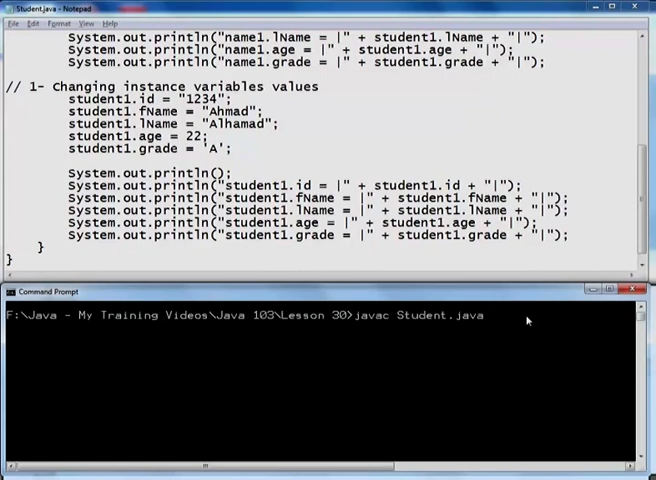 Student.java - Notepad
File Edit Format View Help
System.out.println("name1.lName = |" + student1.lName + "|");
System.out.println("name1.age = |" + student1.age + "|");
System.out.println("name1.grade = |" + student1.grade + "|");
// 1- Changing instance variables values
student1.id = "1234";
student1.fName = "Ahmad";
student1.lName = "Alhamad";
student1.age = 22;
student1.grade = 'A';
System.out.println();
System.out.println("student1.id = |" + student1.id + "|");
System.out.println("student1.fName = |" + student1.fName + "|");
System.out.println("student1.lName = |" + student1.lName + "|");
System.out.println("student1.age = |" + student1.age + "|");
System.out.println("student1.grade = |" + student1.grade + "|");
}
}
Command Prompt
F:\Java - My Training Videos\Java 103\Lesson 30>javac Student.java